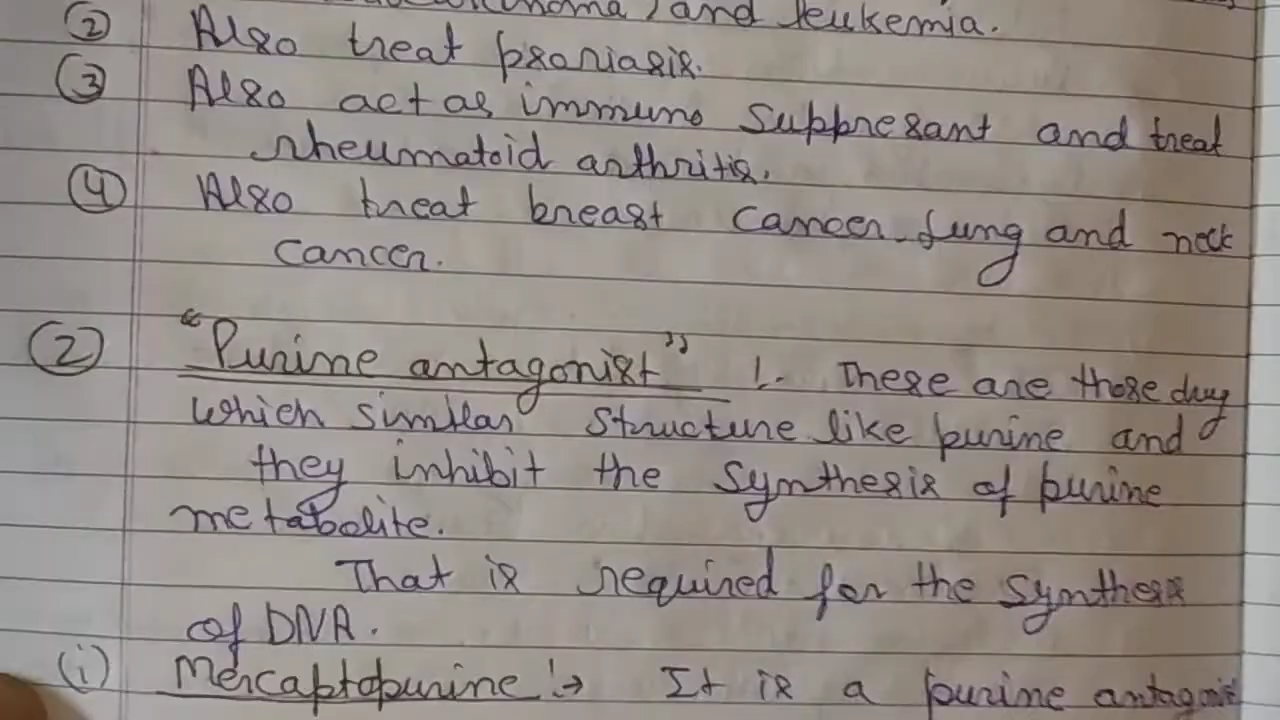 and leukemia.
② Also treat psoriasis.
③ Also act as immuno suppresant and treat
rheumatoid arthritis.
④ Also treat breast cancer lung and neck
cancer.
② "Purine antagonist" :- These are those drug
which similar structure like purine and
they inhibit the synthesis of purine
metabolite.
That is required for the synthesis
of DNA.
(i) Mercaptopurine :→ It is a purine antagonist